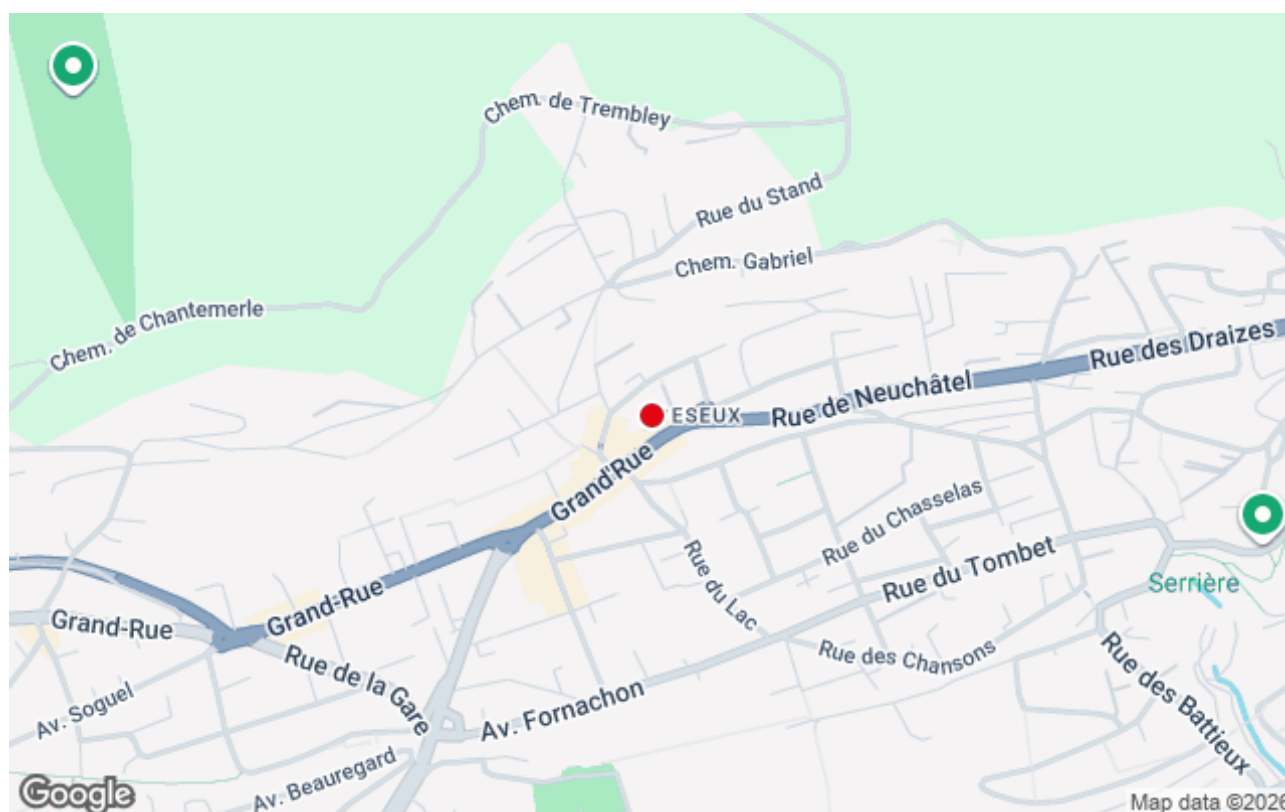 Chem. de Trembley
Rue du Stand
Chem. Gabriel
Chem. de Chantemerle
Rue des Draizes
Rue de Neuchâtel
ESEUX
Grand'Rue
Rue du Chasselas
Rue du Tombet
Rue du Lac
Serrière
Grand-Rue
Grand-Rue
Rue des Chansons
Rue de la Gare
Rue des Battieux
Av. Soguel
Av. Fornachon
Av. Beauregard
Google
Map data ©2026